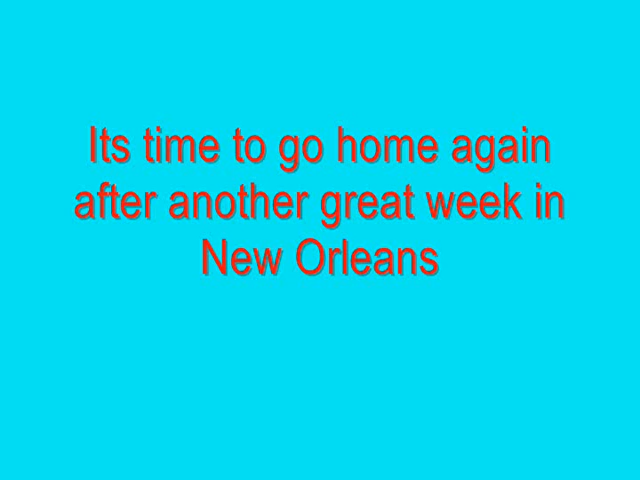 Its time to go home again
after another great week in
New Orleans